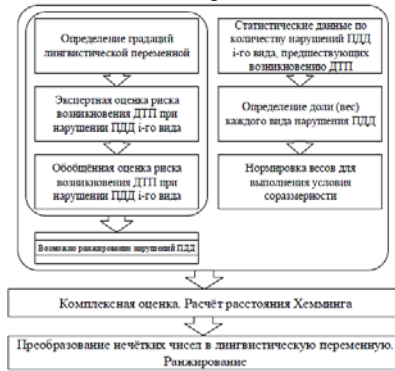 Определение градаций
лингвистической переменной
Экспертная оценка риска
возникновения ДТП при
нарушении ПДД i-го вида
Обобщённая оценка риска
возникновения ДТП при
нарушении ПДД i-го вида
Возможно ранжирование нарушений ПДД
Статистические данные по
количеству нарушений ПДД
i-го вида, предшествующих
возникновению ДТП
Определение доли (вес)
каждого вида нарушения ПДД
Нормировка весов для
выполнения условия
соразмерности
Комплексная оценка. Расчёт расстояния Хемминга
Преобразование нечётких чисел в лингвистическую переменную.
Ранжирование